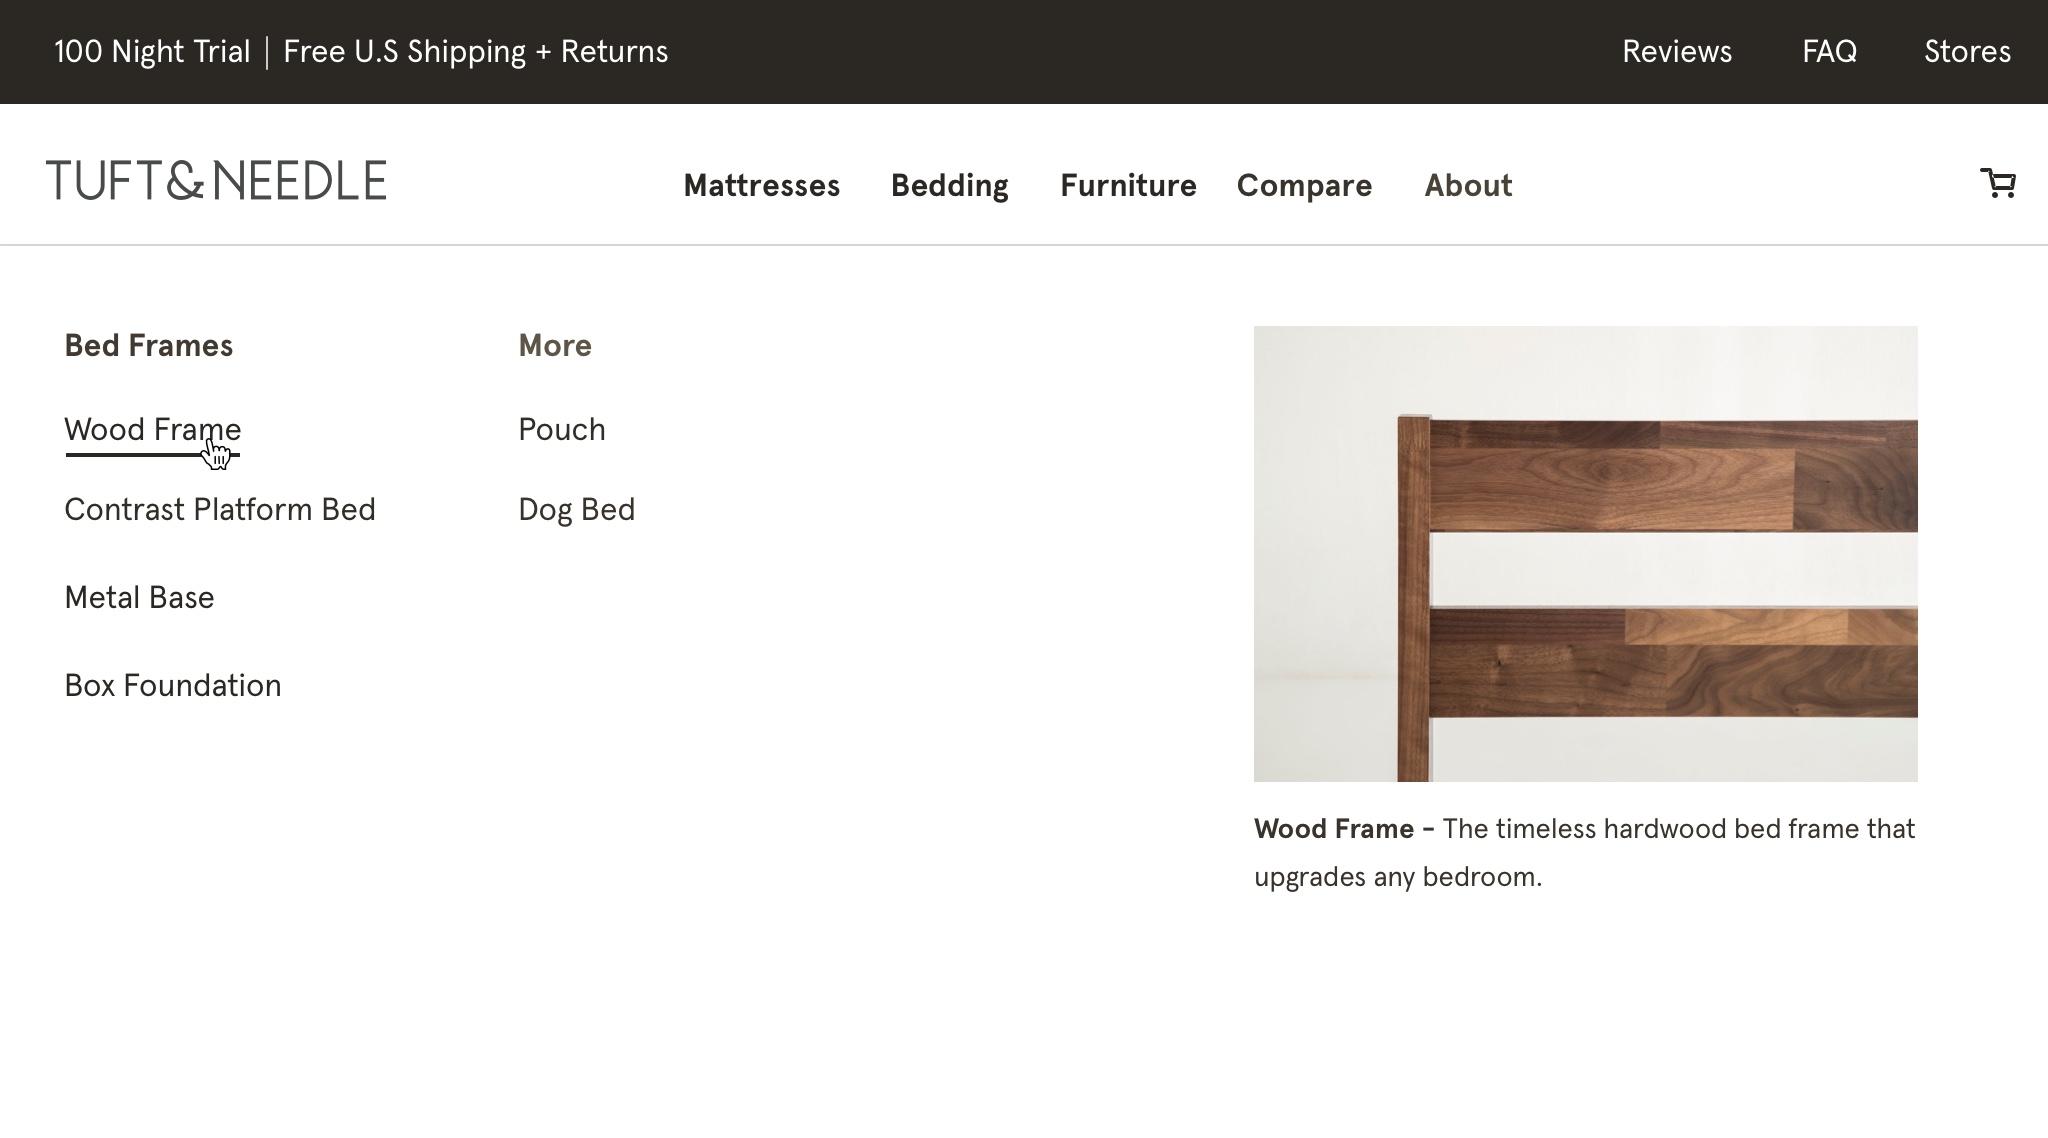 100 Night Trial | Free U.S Shipping + Returns
Reviews FAQ Stores
TUFT&NEEDLE
Mattresses Bedding Furniture Compare About
Bed Frames
Wood Frame
Contrast Platform Bed
Metal Base
Box Foundation
More
Pouch
Dog Bed
Wood Frame - The timeless hardwood bed frame that
upgrades any bedroom.